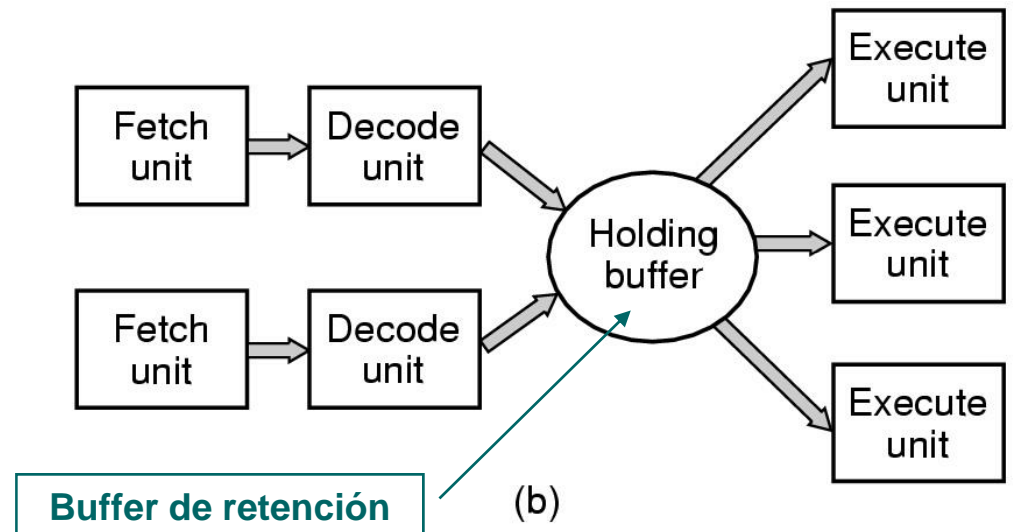 Fetch
unit
Decode
unit
Fetch
unit
Decode
unit
Holding
buffer
Execute
unit
Execute
unit
Execute
unit
Buffer de retención
(b)